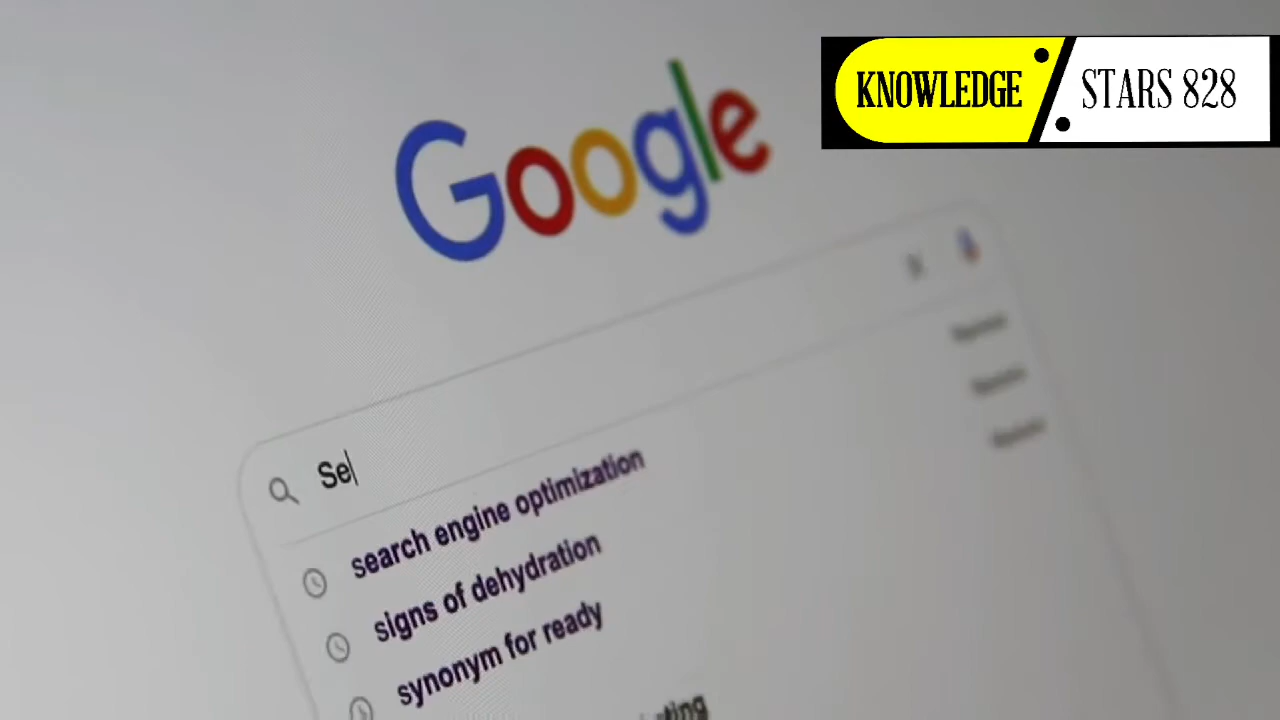 KNOWLEDGE STARS 828
Google
Se
search engine optimization
signs of dehydration
synonym for ready